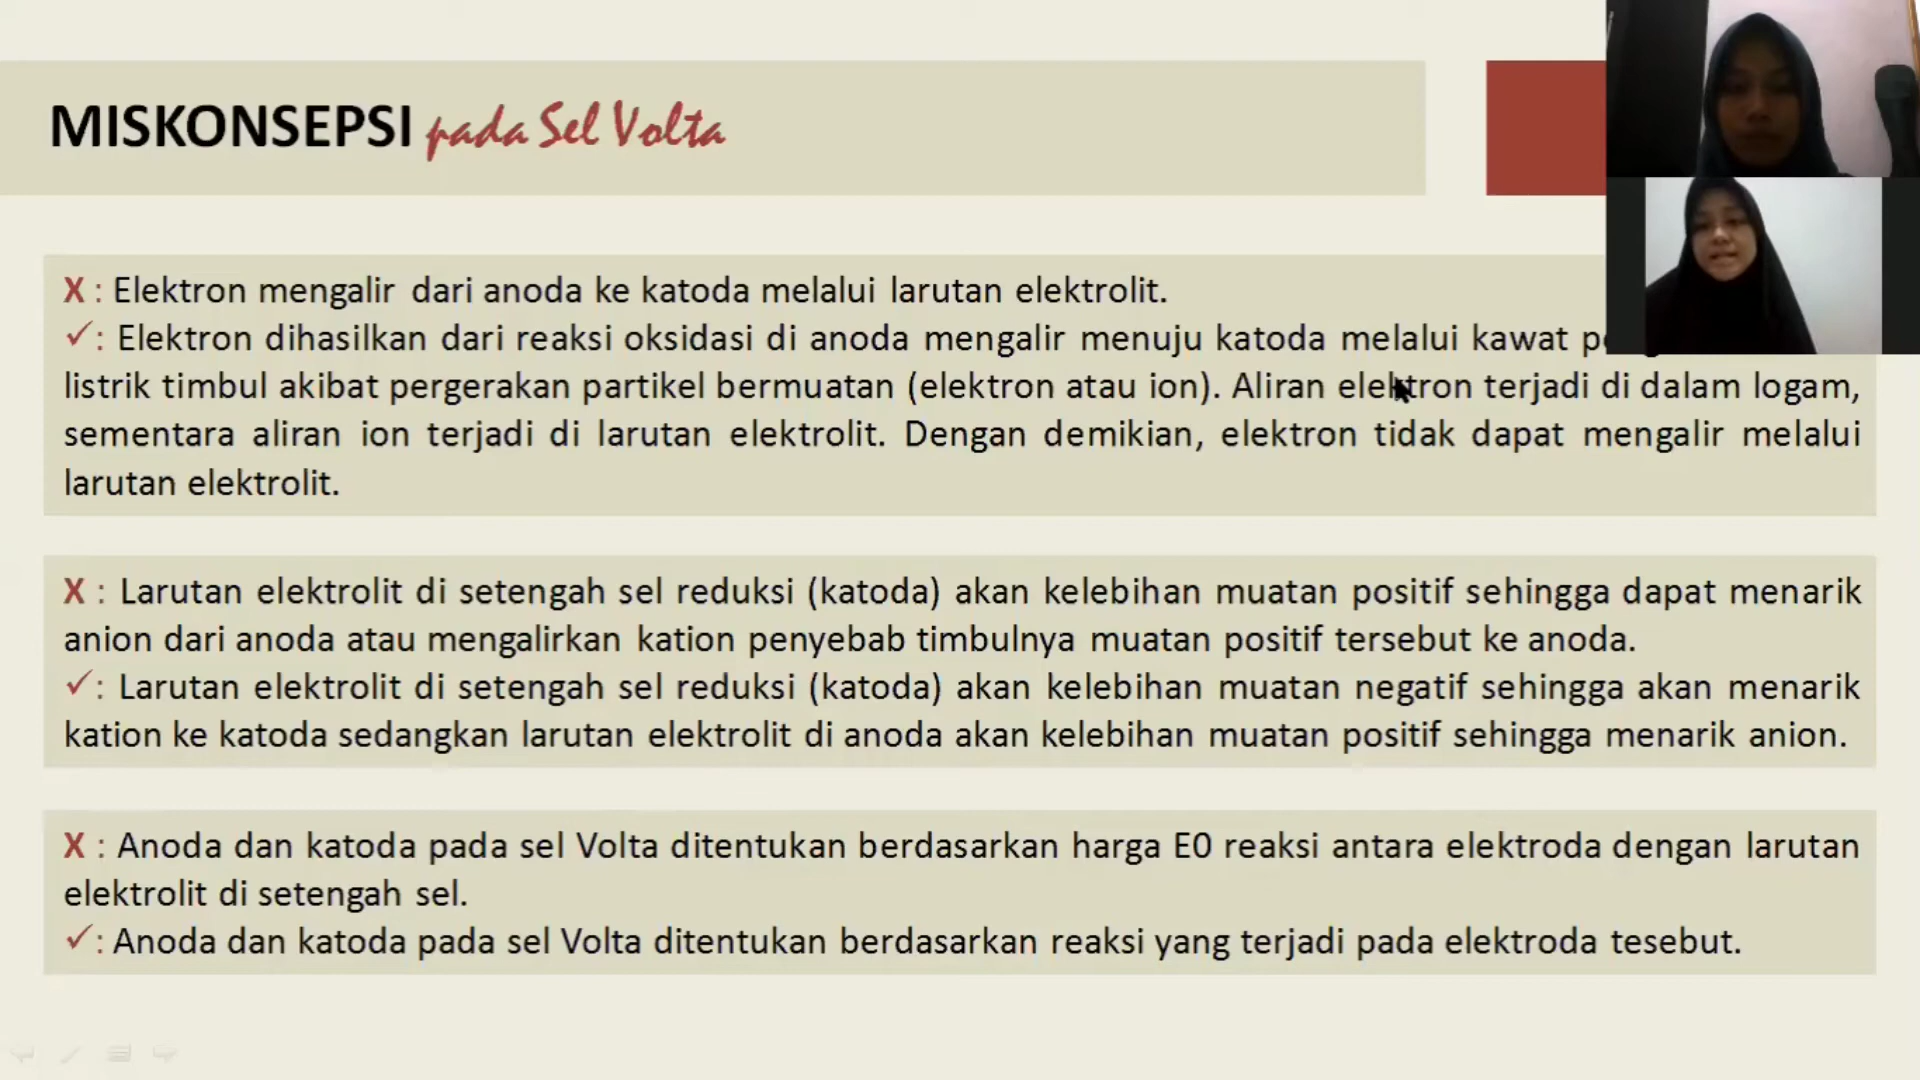 MISKONSEPSI pada Sel Volta
X : Elektron mengalir dari anoda ke katoda melalui larutan elektrolit.
✓: Elektron dihasilkan dari reaksi oksidasi di anoda mengalir menuju katoda melalui kawat
listrik timbul akibat pergerakan partikel bermuatan (elektron atau ion). Aliran elektron terjadi di dalam logam,
sementara aliran ion terjadi di larutan elektrolit. Dengan demikian, elektron tidak dapat mengalir melalui
larutan elektrolit.
X : Larutan elektrolit di setengah sel reduksi (katoda) akan kelebihan muatan positif sehingga dapat menarik
anion dari anoda atau mengalirkan kation penyebab timbulnya muatan positif tersebut ke anoda.
✓: Larutan elektrolit di setengah sel reduksi (katoda) akan kelebihan muatan negatif sehingga akan menarik
kation ke katoda sedangkan larutan elektrolit di anoda akan kelebihan muatan positif sehingga menarik anion.
X : Anoda dan katoda pada sel Volta ditentukan berdasarkan harga E0 reaksi antara elektroda dengan larutan
elektrolit di setengah sel.
✓: Anoda dan katoda pada sel Volta ditentukan berdasarkan reaksi yang terjadi pada elektroda tesebut.